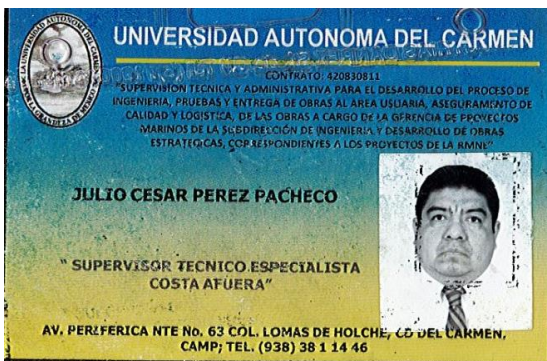 UNIVERSIDAD AUTONOMA DEL CARMEN
CONTRATO: 420830811
"SUPERVISION TECNICA Y ADMINISTRATIVA PARA EL DESARROLLO DEL PROCESO DE
INGENIERIA, PRUEBAS Y ENTREGA DE OBRAS AL AREA USUARIA, ASEGURAMIENTO DE
CALIDAD Y LOGISTICA, DE LAS OBRAS A CARGO DE LA GERENCIA DE PROYECTOS
MARINOS DE LA SUBDIRECCIÓN DE INGENIERIA Y DESARROLLO DE OBRAS
ESTRATEGICAS, CORRESPONDIENTES A LOS PROYECTOS DE LA RMNE"
JULIO CESAR PEREZ PACHECO
" SUPERVISOR TECNICO ESPECIALISTA
COSTA AFUERA"
AV. PERIFERICA NTE No. 63 COL. LOMAS DE HOLCHE, CD DEL CARMEN,
CAMP; TEL. (938) 38 1 14 46